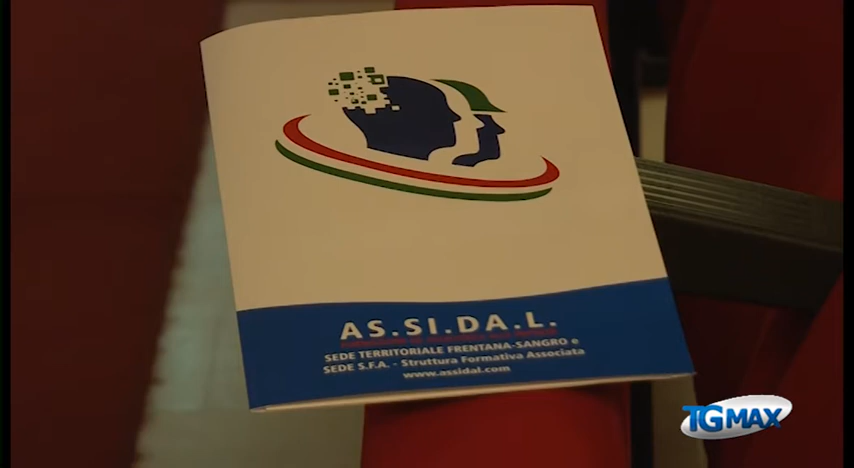 AS.SI.DA.L.
SEDE TERRITORIALE FRENTANA-SANGRO e
SEDE S.F.A. - Struttura Formativa Associata
www.assidal.com
TGMAX